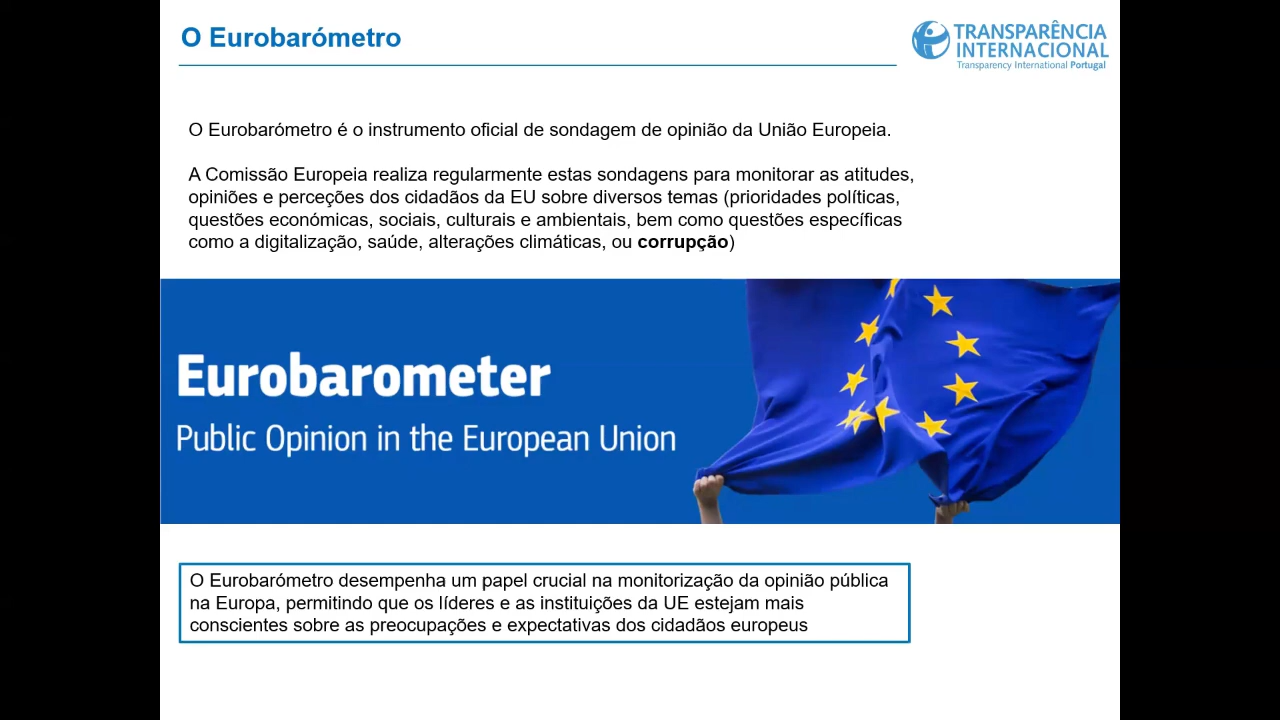 O Eurobarómetro
TRANSPARÊNCIA
INTERNACIONAL
Transparency International Portugal
O Eurobarómetro é o instrumento oficial de sondagem de opinião da União Europeia.
A Comissão Europeia realiza regularmente estas sondagens para monitorar as atitudes,
opiniões e perceções dos cidadãos da EU sobre diversos temas (prioridades políticas,
questões económicas, sociais, culturais e ambientais, bem como questões específicas
como a digitalização, saúde, alterações climáticas, ou corrupção)
Eurobarometer
Public Opinion in the European Union
O Eurobarómetro desempenha um papel crucial na monitorização da opinião pública
na Europa, permitindo que os líderes e as instituições da UE estejam mais
conscientes sobre as preocupações e expectativas dos cidadãos europeus